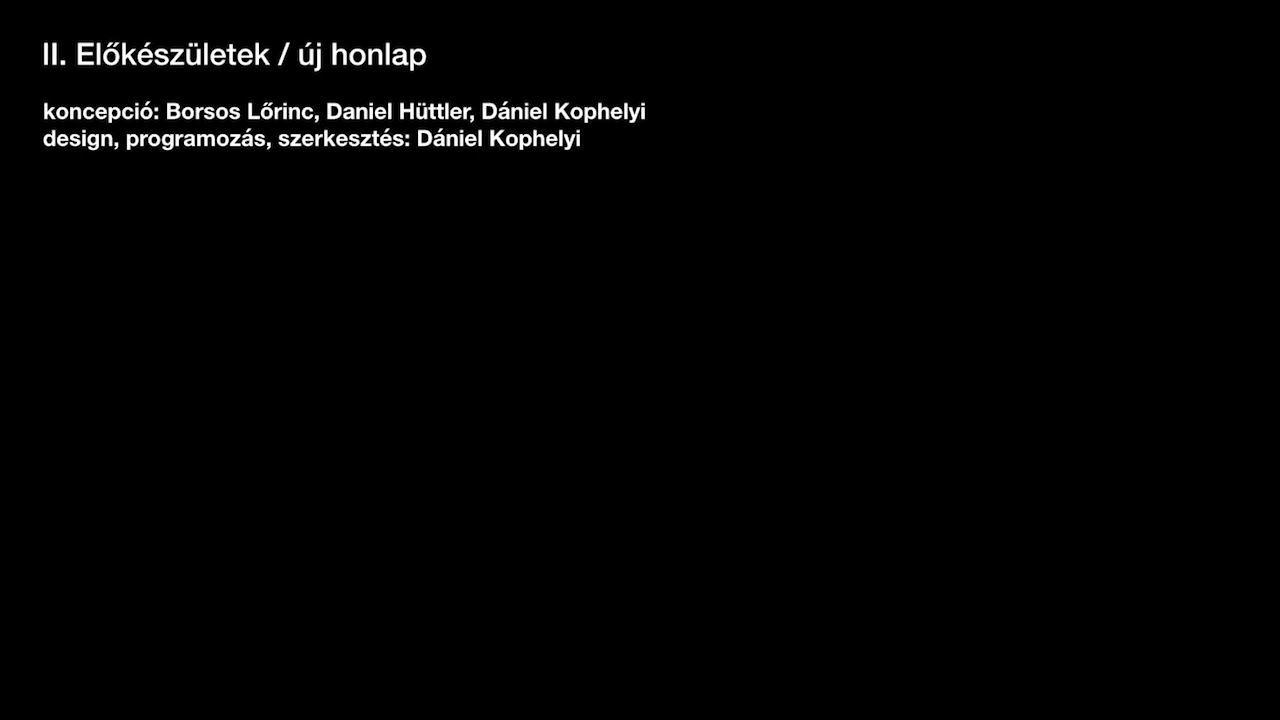 II. Előkészületek / új honlap
koncepció: Borsos Lőrinc, Daniel Hüttler, Dániel Kophelyi
design, programozás, szerkesztés: Dániel Kophelyi